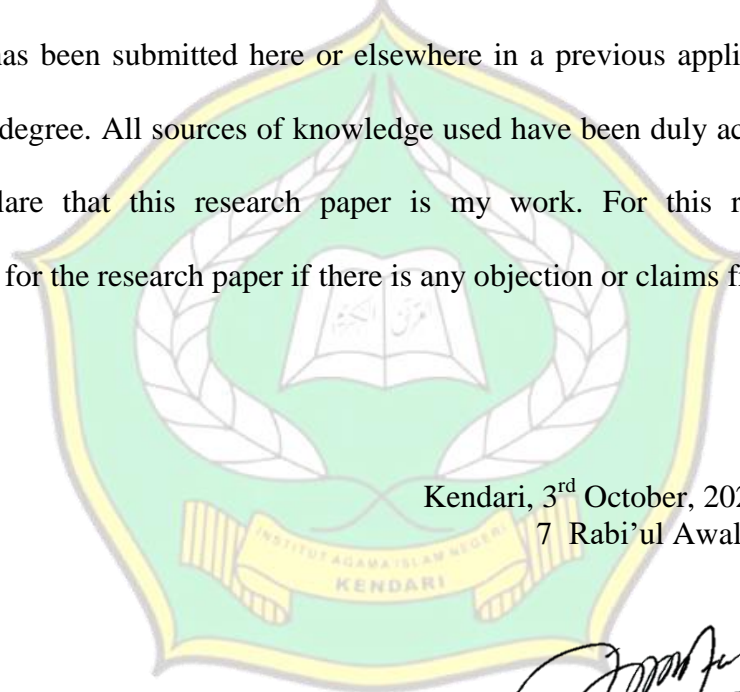 has been submitted here or elsewhere in a previous appli
degree. All sources of knowledge used have been duly ac
lare that this research paper is my work. For this r
for the research paper if there is any objection or claims f
Kendari, 3rd October, 202
7 Rabi’ul Awal
INSTITUT AGAMA ISLAM NEGERI
KENDARI